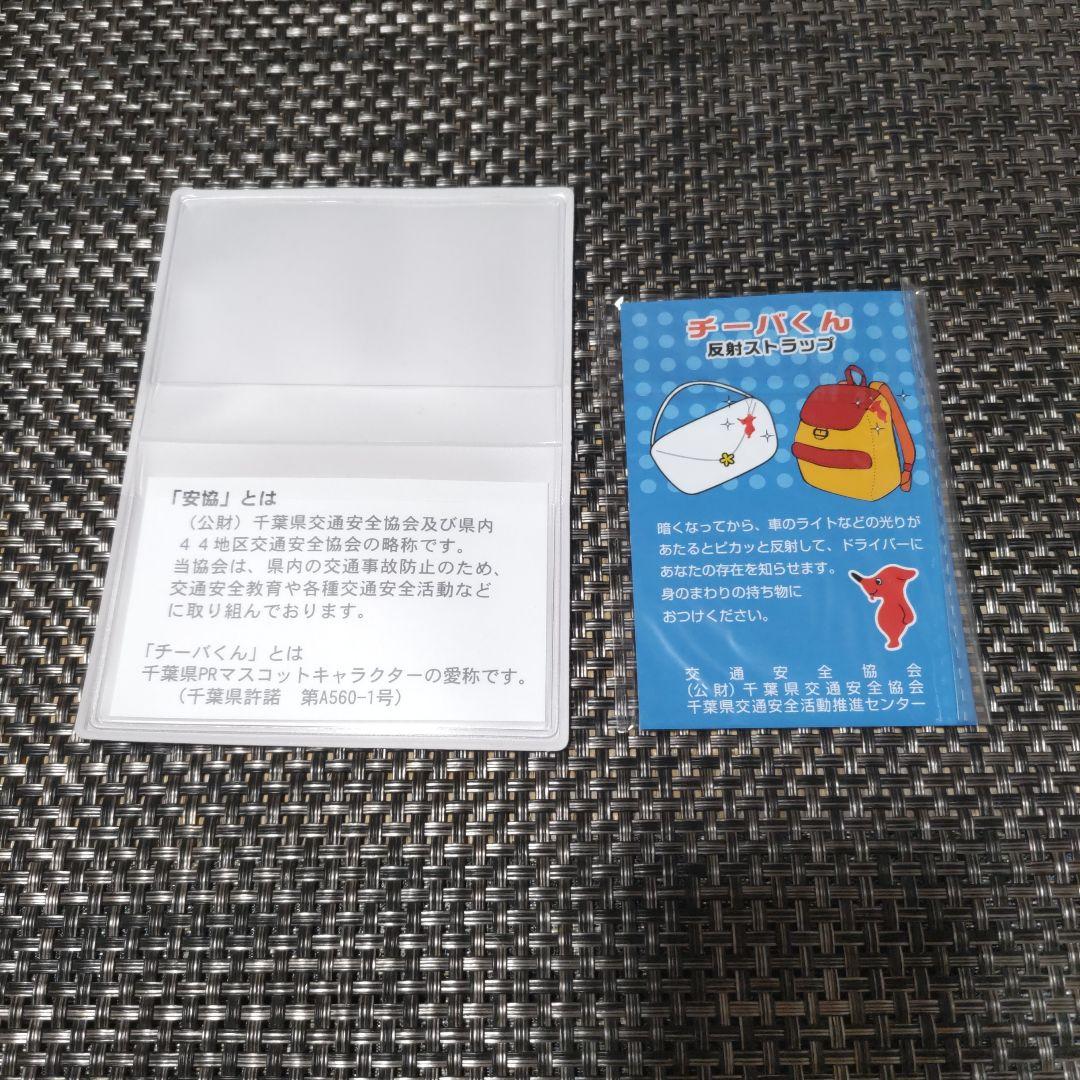 「安協」とは
（公財）千葉県交通安全協会及び県内
４４地区交通安全協会の略称です。
当協会は、県内の交通事故防止のため、
交通安全教育や各種交通安全活動など
に取り組んでおります。
「チーバくん」とは
千葉県PRマスコットキャラクターの愛称です。
（千葉県許諾　第A560-1号）
チーバくん
反射ストラップ
暗くなってから、車のライトなどの光りが
あたるとピカッと反射して、ドライバーに
あなたの存在を知らせます。
身のまわりの持ち物に
おつけください。
交通安全協会
(公財)千葉県交通安全協会
千葉県交通安全活動推進センター